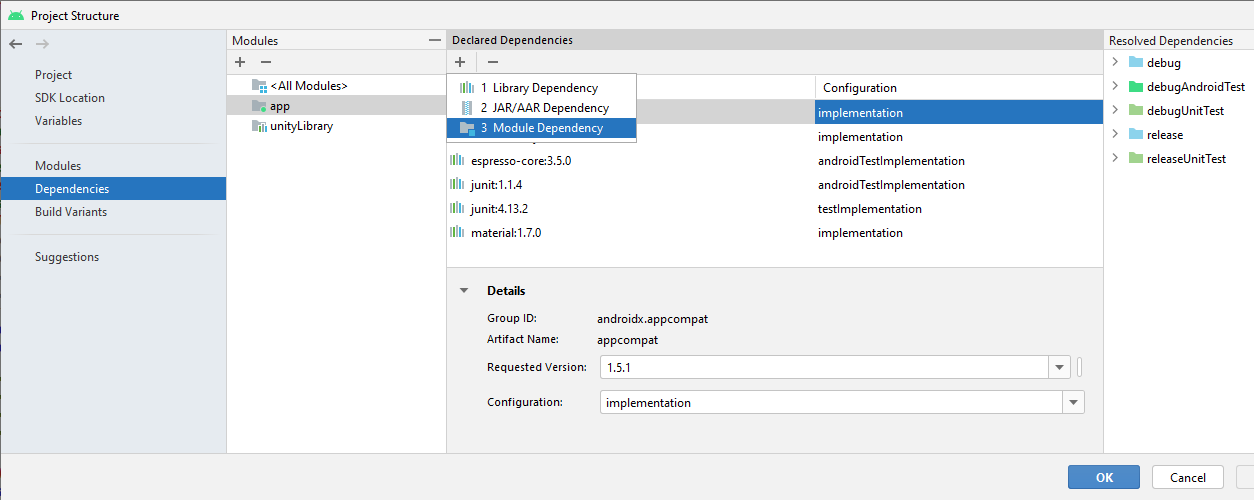 Project Structure
Project
SDK Location
Variables
Modules
Dependencies
Build Variants
Suggestions
Modules
<All Modules>
app
unityLibrary
Declared Dependencies
1 Library Dependency
2 JAR/AAR Dependency
3 Module Dependency
Configuration
implementation
implementation
espresso-core:3.5.0 androidTestImplementation
junit:1.1.4 androidTestImplementation
junit:4.13.2 testImplementation
material:1.7.0 implementation
Details
Group ID: androidx.appcompat
Artifact Name: appcompat
Requested Version: 1.5.1
Configuration: implementation
Resolved Dependencies
debug
debugAndroidTest
debugUnitTest
release
releaseUnitTest
OK Cancel